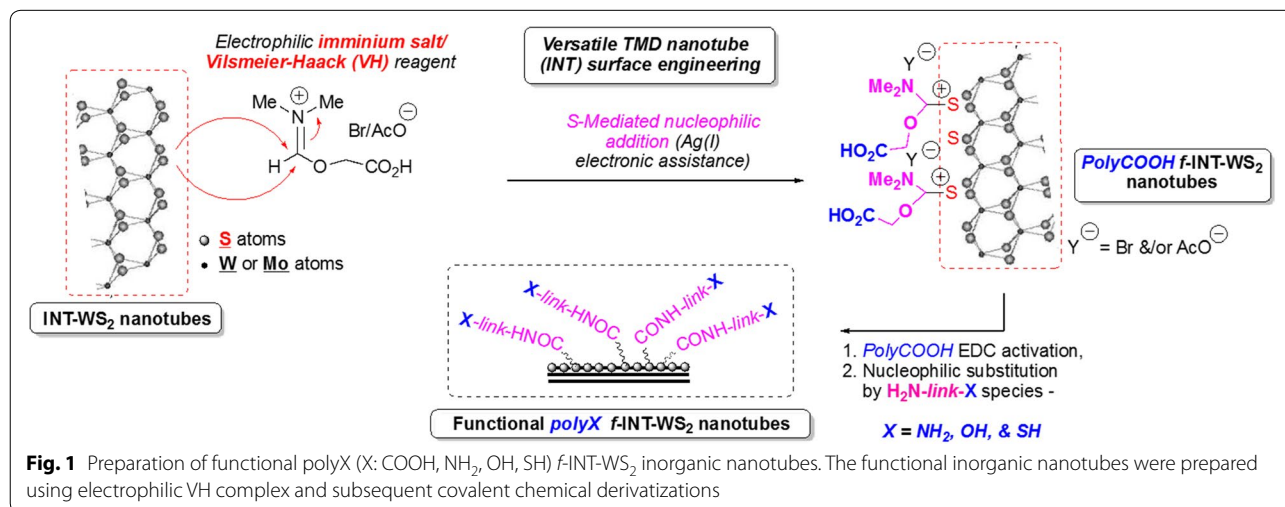 Electrophilic imminium salt/
Vilsmeier-Haack (VH) reagent
Versatile TMD nanotube
(INT) surface engineering
Me
Me
⊕
N
Br/AcO⊖
H
O
CO₂H
S-Mediated nucleophilic
addition (Ag(I)
electronic assistance)
S atoms
W or Mo atoms
INT-WS₂ nanotubes
Y⊖
Me₂N
⊕
S
O
S
HO₂C
Y⊖
Me₂N
⊕
S
O
HO₂C
PolyCOOH f-INT-WS₂
nanotubes
Y⊖ = Br &/or AcO⊖
X-link-HNOC
X-link-HNOC
CONH-link-X
CONH-link-X
Functional polyX f-INT-WS₂ nanotubes
1. PolyCOOH EDC activation,
2. Nucleophilic substitution
by H₂N-link-X species -
X = NH₂, OH, & SH
Fig. 1 Preparation of functional polyX (X: COOH, NH₂, OH, SH) f-INT-WS₂ inorganic nanotubes. The functional inorganic nanotubes were prepared
using electrophilic VH complex and subsequent covalent chemical derivatizations